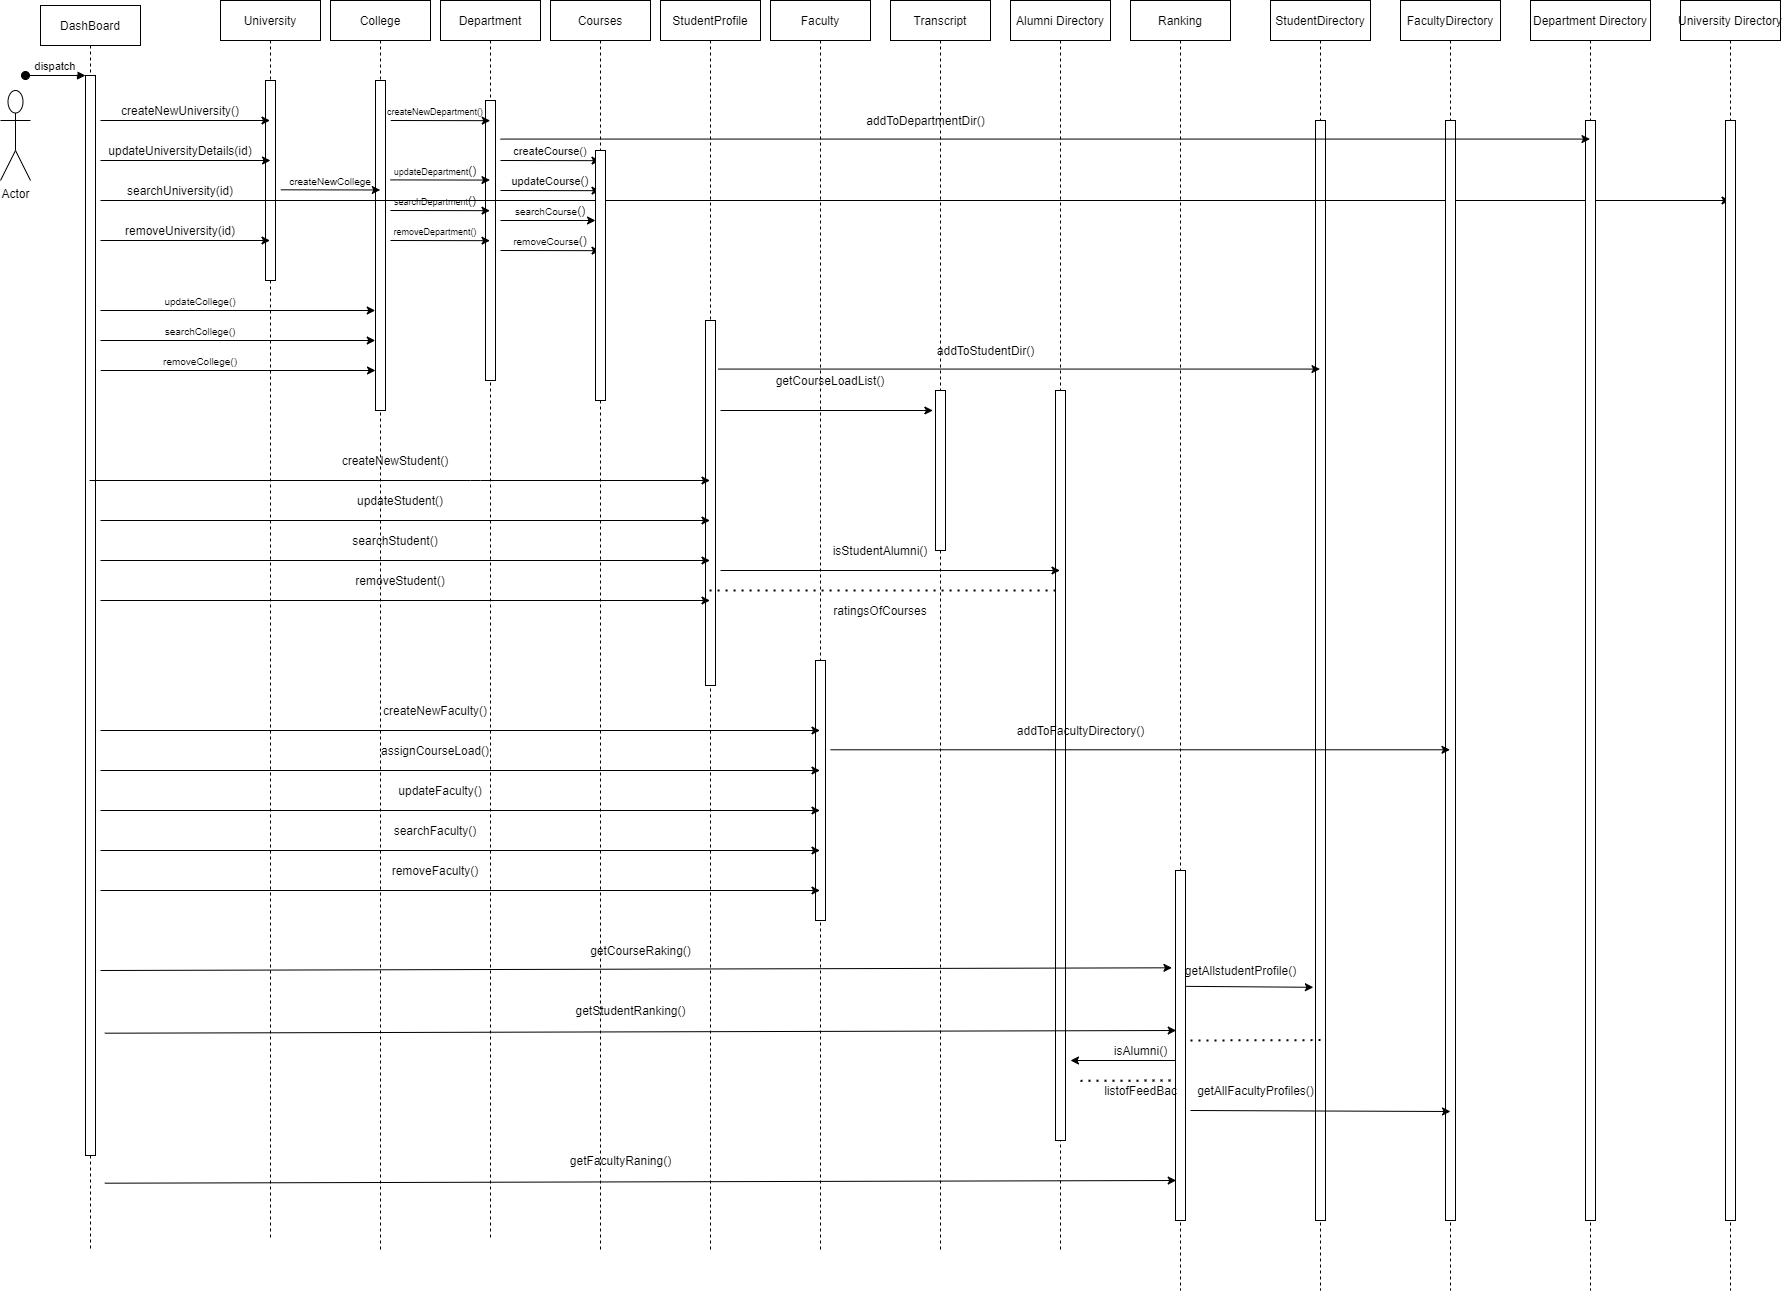 DashBoard
University
College
Department
Courses
StudentProfile
Faculty
Transcript
Alumni Directory
Ranking
StudentDirectory
FacultyDirectory
Department Directory
University Directory
dispatch
Actor
createNewUniversity()
createNewDepartment()
addToDepartmentDir()
updateUniversityDetails(id)
createCourse()
updateDepartment()
createNewCollege
updateCourse()
searchUniversity(id)
searchDepartment()
searchCourse()
removeUniversity(id)
removeDepartment()
removeCourse()
updateCollege()
searchCollege()
removeCollege()
addToStudentDir()
getCourseLoadList()
createNewStudent()
updateStudent()
searchStudent()
isStudentAlumni()
removeStudent()
ratingsOfCourses
createNewFaculty()
addToFacultyDirectory()
assignCourseLoad()
updateFaculty()
searchFaculty()
removeFaculty()
getCourseRaking()
getAllstudentProfile()
getStudentRanking()
isAlumni()
listofFeedBac
getAllFacultyProfiles()
getFacultyRaning()